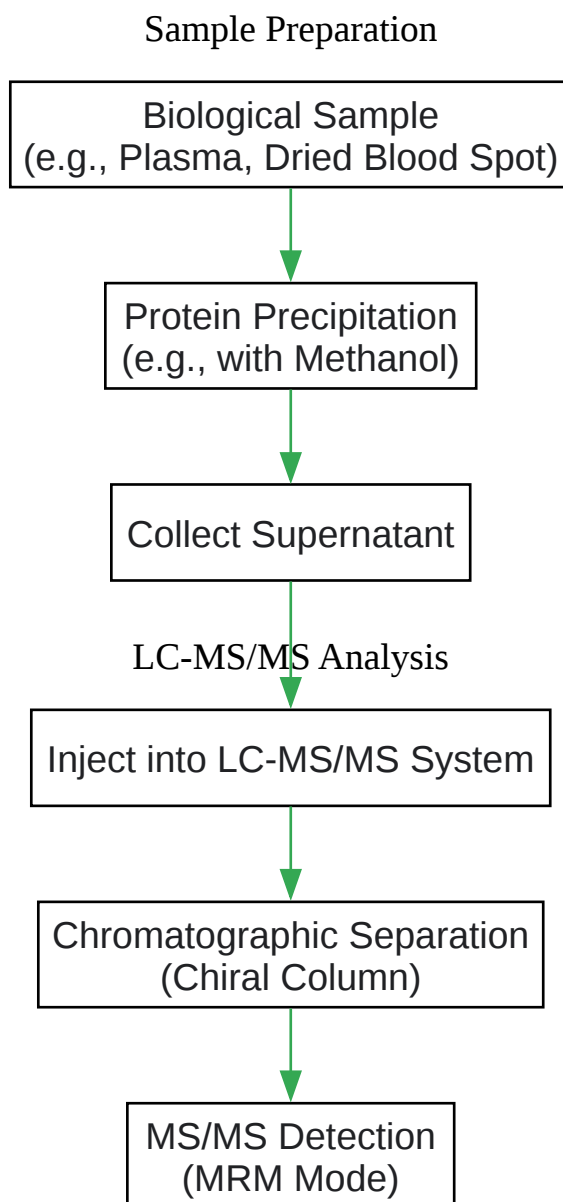 Sample Preparation
Biological Sample
(e.g., Plasma, Dried Blood Spot)
Protein Precipitation
(e.g., with Methanol)
Collect Supernatant
LC-MS/MS Analysis
Inject into LC-MS/MS System
Chromatographic Separation
(Chiral Column)
MS/MS Detection
(MRM Mode)